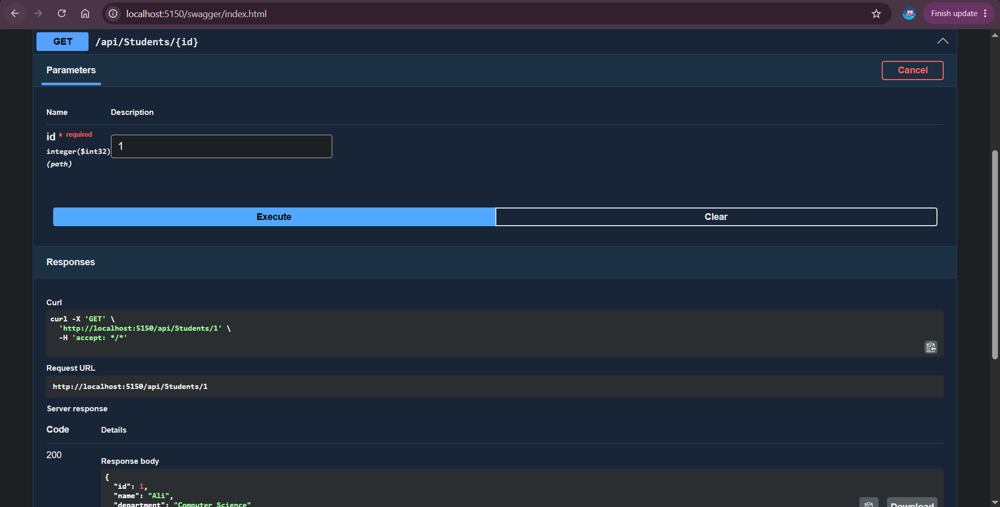 localhost:5150/swagger/index.html
Finish update
GET /api/Students/{id}
Parameters
Cancel
Name Description
id * required
integer($int32)
(path)
1
Execute
Clear
Responses
Curl
curl -X 'GET' \
  'http://localhost:5150/api/Students/1' \
  -H 'accept: */*'
Request URL
http://localhost:5150/api/Students/1
Server response
Code Details
200
Response body
{
  "id": 1,
  "name": "Ali",
  "department": "Computer Science"
Download